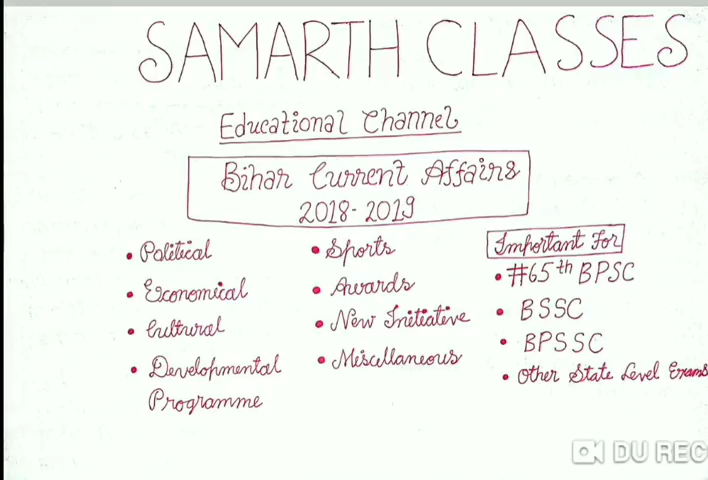 SAMARTH CLASSES
Educational Channel
Bihar Current Affairs
2018-2019
• Political
• Economical
• Cultural
• Developmental
Programme
• Sports
• Awards
• New Initiative
• Miscellaneous
Important For
• #65th BPSC
• BSSC
• BPSSC
• Other State Level Exams
DU REC